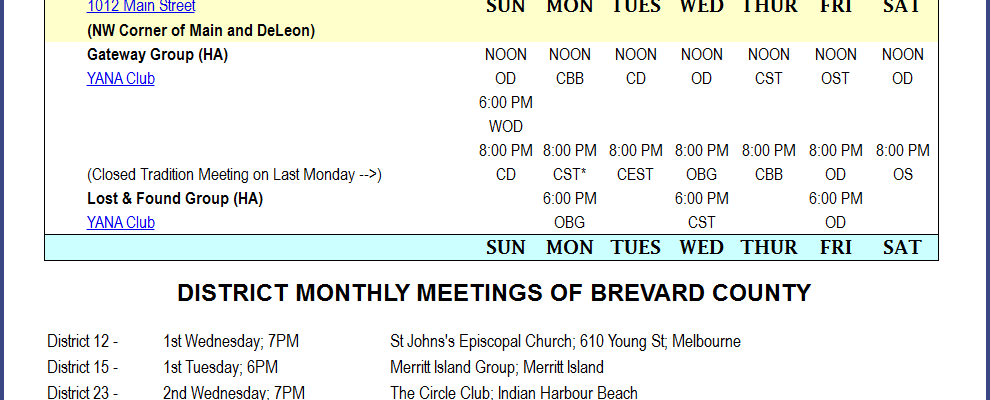 1012 Main Street SUN MON TUES WED THUR FRI SAT
(NW Corner of Main and DeLeon)
Gateway Group (HA) NOON NOON NOON NOON NOON NOON NOON
YANA Club OD CBB CD OD CST OST OD
6:00 PM
WOD
8:00 PM 8:00 PM 8:00 PM 8:00 PM 8:00 PM 8:00 PM 8:00 PM
(Closed Tradition Meeting on Last Monday -->) CD CST* CEST OBG CBB OD OS
Lost & Found Group (HA) 6:00 PM 6:00 PM 6:00 PM
YANA Club OBG CST OD
SUN MON TUES WED THUR FRI SAT
DISTRICT MONTHLY MEETINGS OF BREVARD COUNTY
District 12 - 1st Wednesday; 7PM St Johns's Episcopal Church; 610 Young St; Melbourne
District 15 - 1st Tuesday; 6PM Merritt Island Group; Merritt Island
District 23 - 2nd Wednesday; 7PM The Circle Club; Indian Harbour Beach